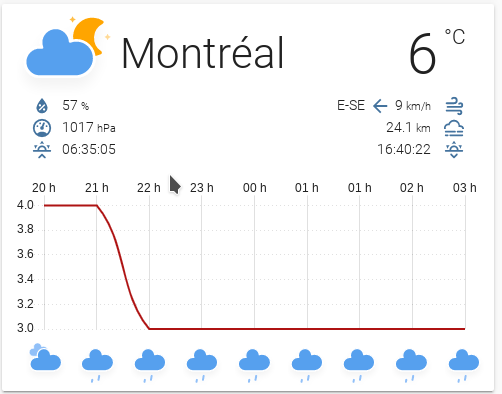 Montréal 6 °C
57 % E-SE 9 km/h
1017 hPa 24.1 km
06:35:05 16:40:22
20 h 21 h 22 h 23 h 00 h 01 h 01 h 02 h 03 h
4.0
3.8
3.6
3.4
3.2
3.0